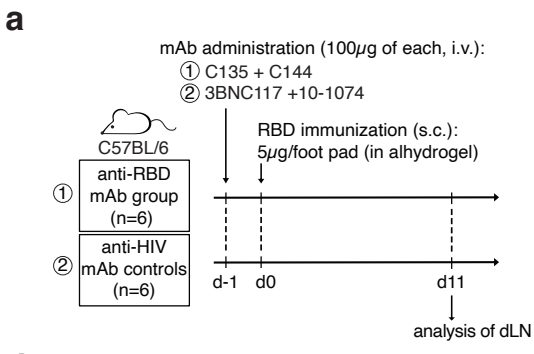 a
mAb administration (100µg of each, i.v.):
① C135 + C144
② 3BNC117 +10-1074
RBD immunization (s.c.):
5µg/foot pad (in alhydrogel)
C57BL/6
① anti-RBD
mAb group
(n=6)
② anti-HIV
mAb controls
(n=6)
d-1 d0 d11
analysis of dLN